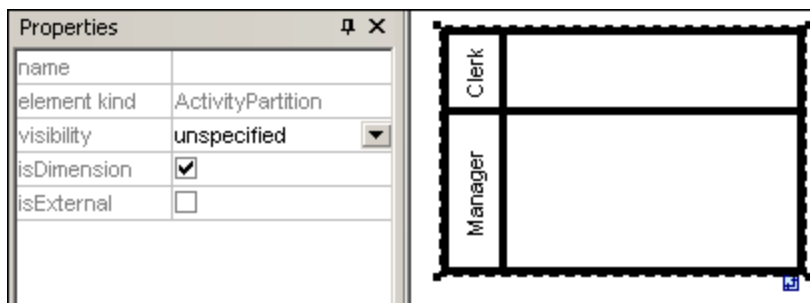 Properties
name
element kind ActivityPartition
visibility unspecified
isDimension
isExternal
Clerk
Manager